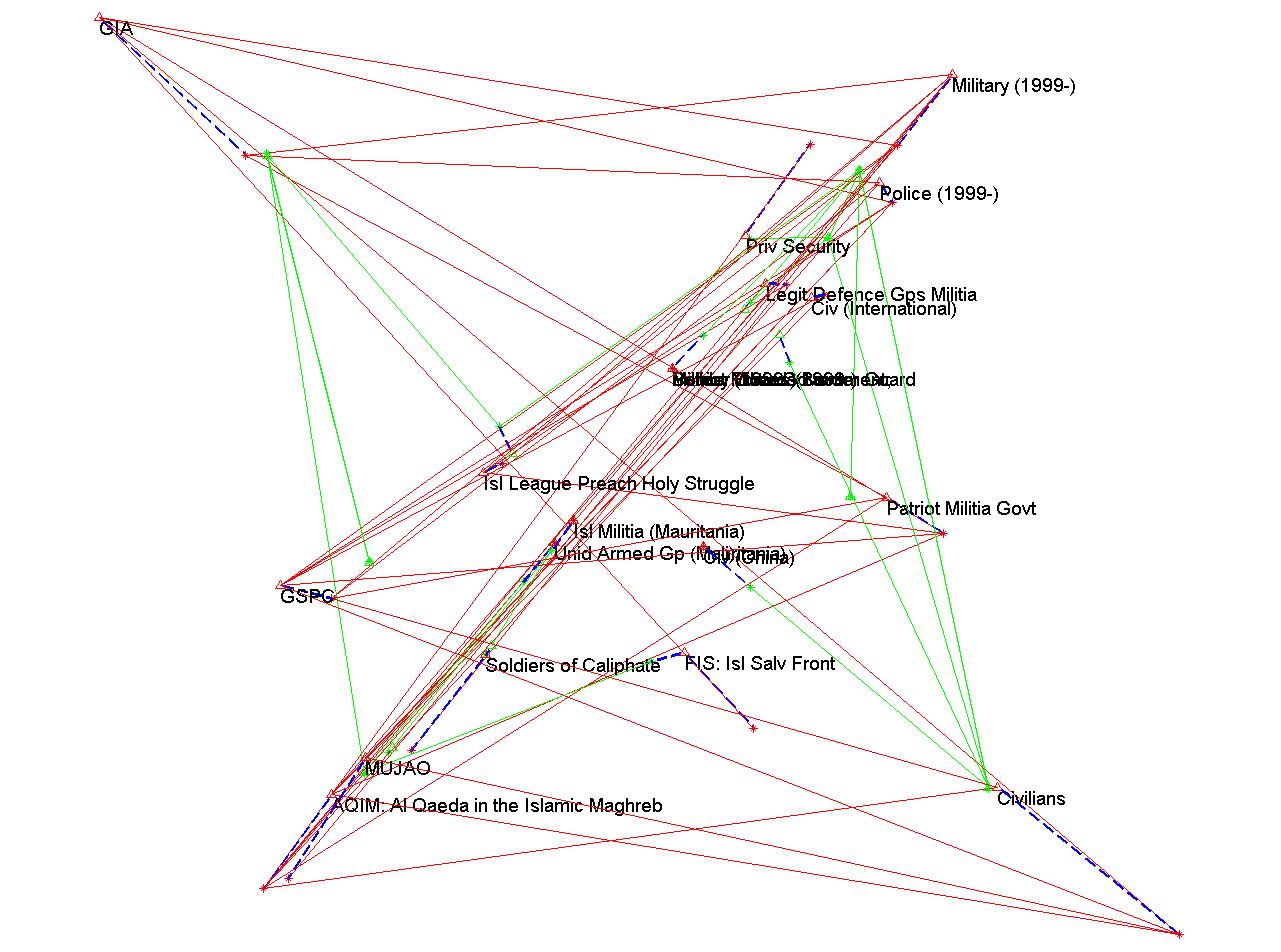 GIA
Military (1999-)
Police (1999-)
Priv Security
Legit Defence Gps Militia
Civ (International)
Isl League Preach Holy Struggle
Patriot Militia Govt
Isl Militia (Mauritania)
Unid Armed Gp (Mauritania)
Civ (China)
GSPC
Soldiers of Caliphate
FIS: Isl Salv Front
MUJAO
AQIM: Al Qaeda in the Islamic Maghreb
Civilians